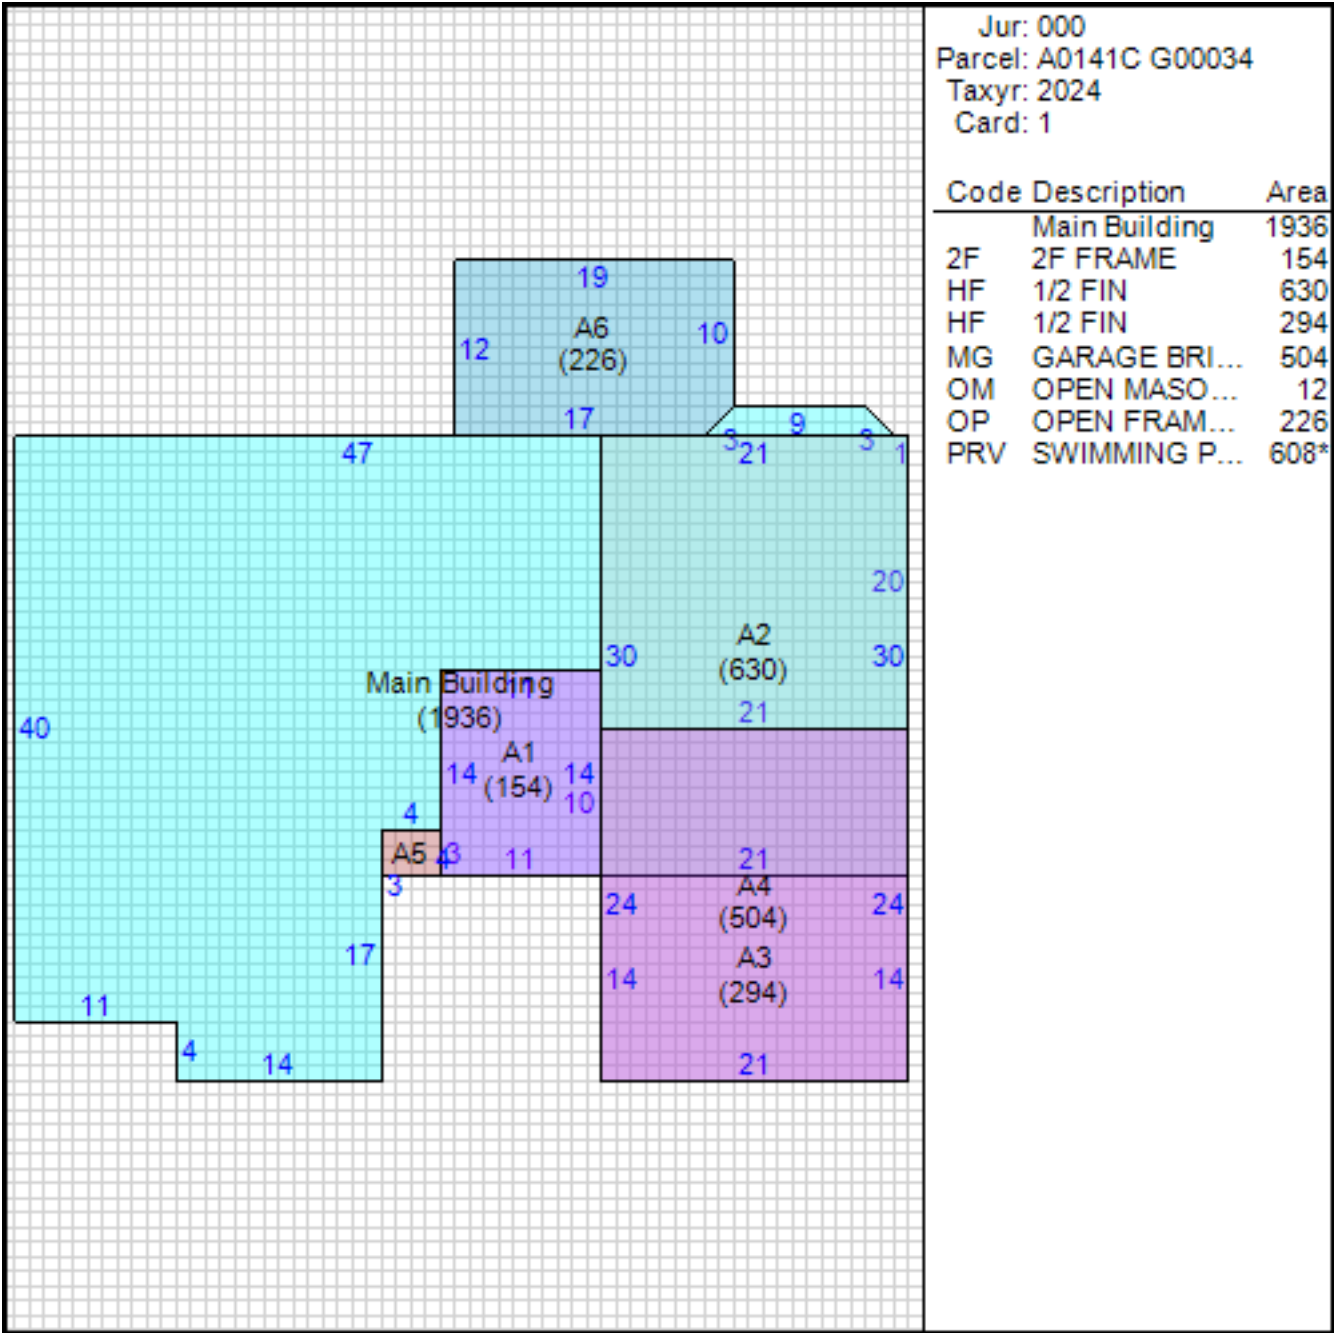 Jur: 000
Parcel: A0141C G00034
Taxyr: 2024
Card: 1
Code Description Area
Main Building 1936
2F 2F FRAME 154
HF 1/2 FIN 630
HF 1/2 FIN 294
MG GARAGE BRI... 504
OM OPEN MASO... 12
OP OPEN FRAM... 226
PRV SWIMMING P... 608*
19
A6
(226)
12
10
17
9
3
3
47
21
1
20
A2
(630)
30
30
21
Main Building
(1936)
11
40
A1
(154)
14
14
10
4
A5
4
3
11
3
21
A4
(504)
24
24
17
A3
(294)
14
14
11
4
14
21